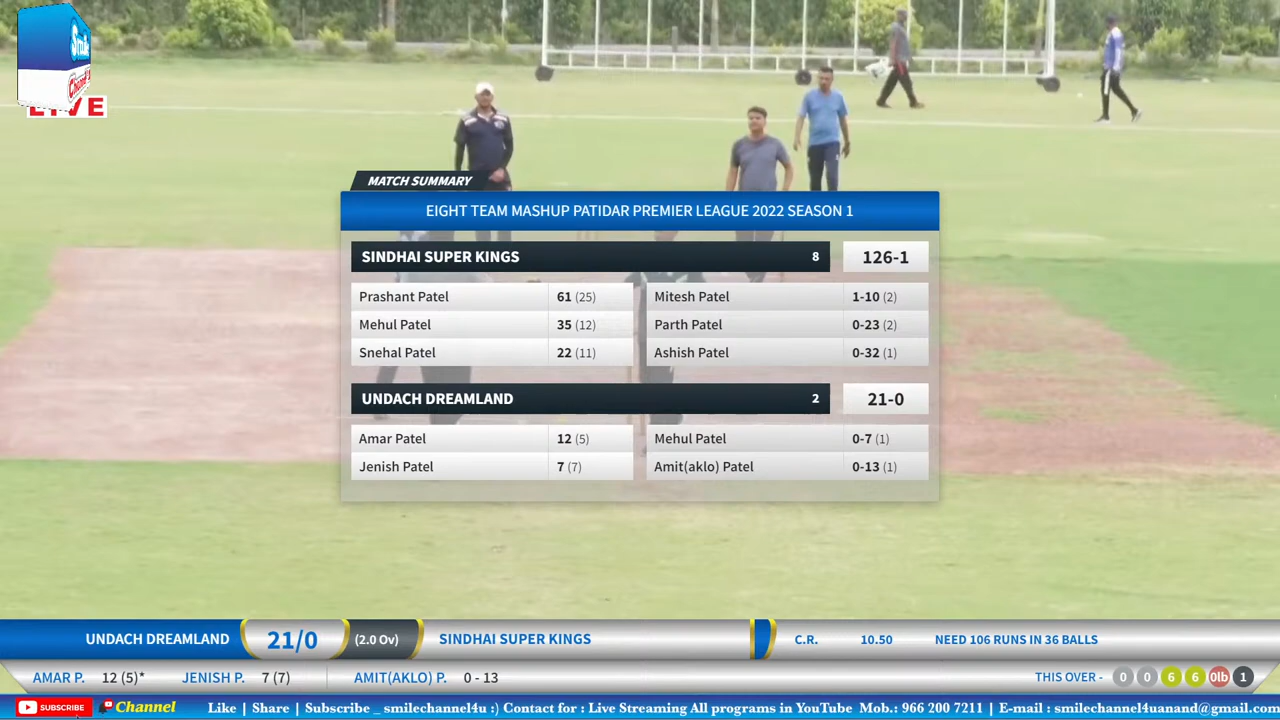 Smile
Channel
LIVE
MATCH SUMMARY
EIGHT TEAM MASHUP PATIDAR PREMIER LEAGUE 2022 SEASON 1
SINDHAI SUPER KINGS 8 126-1
Prashant Patel 61 (25) Mitesh Patel 1-10 (2)
Mehul Patel 35 (12) Parth Patel 0-23 (2)
Snehal Patel 22 (11) Ashish Patel 0-32 (1)
UNDACH DREAMLAND 2 21-0
Amar Patel 12 (5) Mehul Patel 0-7 (1)
Jenish Patel 7 (7) Amit(aklo) Patel 0-13 (1)
UNDACH DREAMLAND 21/0 (2.0 Ov) SINDHAI SUPER KINGS C.R. 10.50 NEED 106 RUNS IN 36 BALLS
AMAR P. 12 (5)* JENISH P. 7 (7) AMIT(AKLO) P. 0 - 13 THIS OVER - 0 0 6 6 0lb 1
SUBSCRIBE Channel Like | Share | Subscribe _ smilechannel4u :) Contact for : Live Streaming All programs in YouTube Mob.: 966 200 7211 | E-mail : smilechannel4uanand@gmail.com